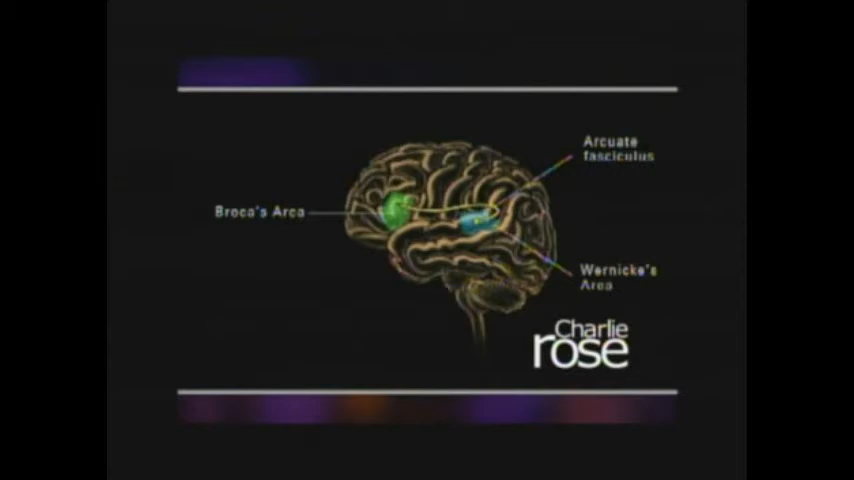 Arcuate
fasciculus
Broca's Area
Wernicke's
Area
Charlie
rose